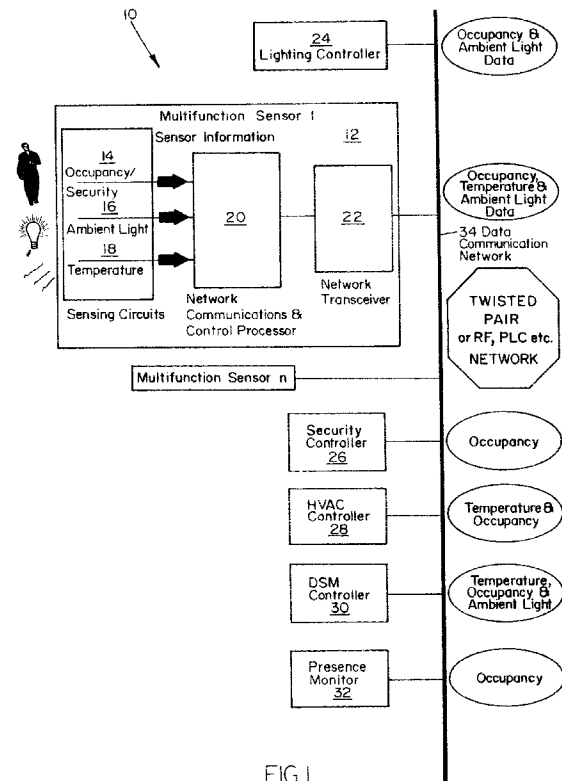 10
24
Lighting Controller
Occupancy &
Ambient Light
Data
Multifunction Sensor 1
Sensor Information
12
14
Occupancy/
Security
16
Ambient Light
18
Temperature
Sensing Circuits
20
Network
Communications &
Control Processor
22
Network
Transceiver
Occupancy,
Temperature &
Ambient Light
Data
34 Data
Communication
Network
TWISTED
PAIR
or RF, PLC etc.
NETWORK
Multifunction Sensor n
Security
Controller
26
Occupancy
HVAC
Controller
28
Temperature &
Occupancy
DSM
Controller
30
Temperature,
Occupancy &
Ambient Light
Presence
Monitor
32
Occupancy
FIG.1